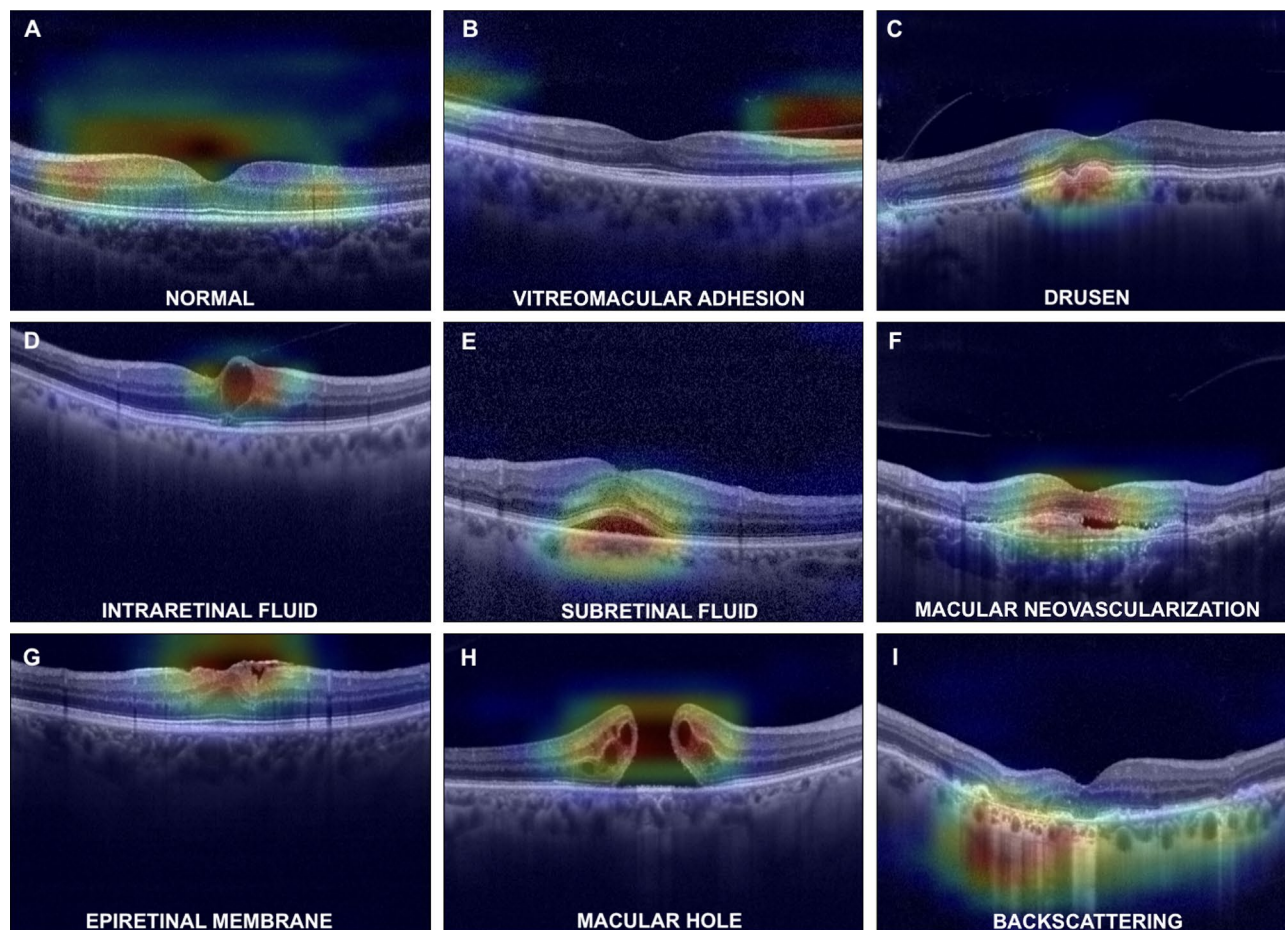 A
NORMAL
B
VITREOMACULAR ADHESION
C
DRUSEN
D
INTRARETINAL FLUID
E
SUBRETINAL FLUID
F
MACULAR NEOVASCULARIZATION
G
EPIRETINAL MEMBRANE
H
MACULAR HOLE
I
BACKSCATTERING